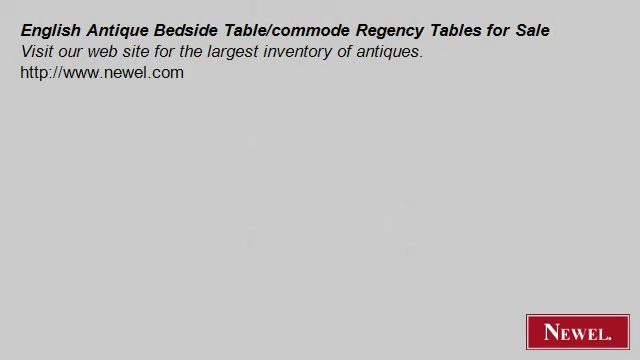 English Antique Bedside Table/commode Regency Tables for Sale
Visit our web site for the largest inventory of antiques.
http://www.newel.com
NEWEL.